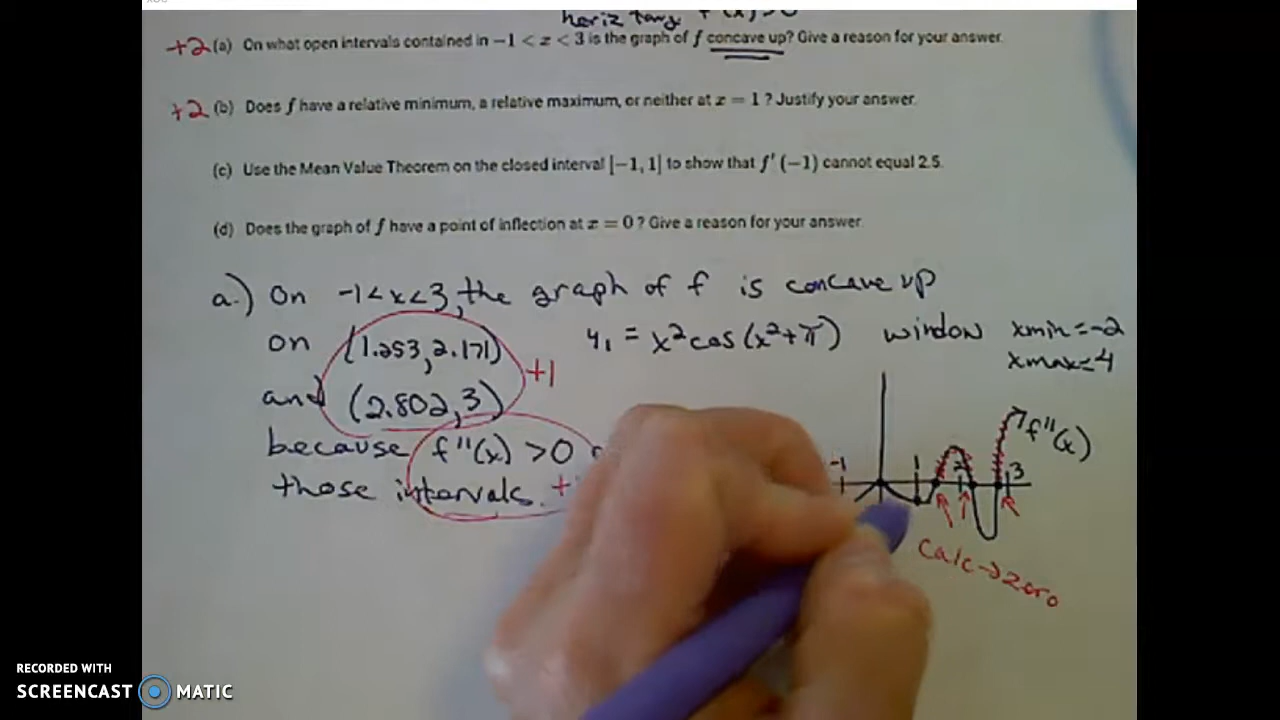 horiz tang.
+2 (a) On what open intervals contained in −1 < x < 3 is the graph of f concave up? Give a reason for your answer.
+2 (b) Does f have a relative minimum, a relative maximum, or neither at x = 1? Justify your answer.
(c) Use the Mean Value Theorem on the closed interval [−1, 1] to show that f′(−1) cannot equal 2.5.
(d) Does the graph of f have a point of inflection at x = 0? Give a reason for your answer.
a.) On -1<x<3, the graph of f is concave up
on (1.253, 2.171)
and (2.802, 3) +1
because f''(x) >0
those intervals.
y₁ = x²cos(x²+π) window xmin=-2
xmax=4
f''(x)
-1 1 2 3
calc→zero
RECORDED WITH
SCREENCAST MATIC